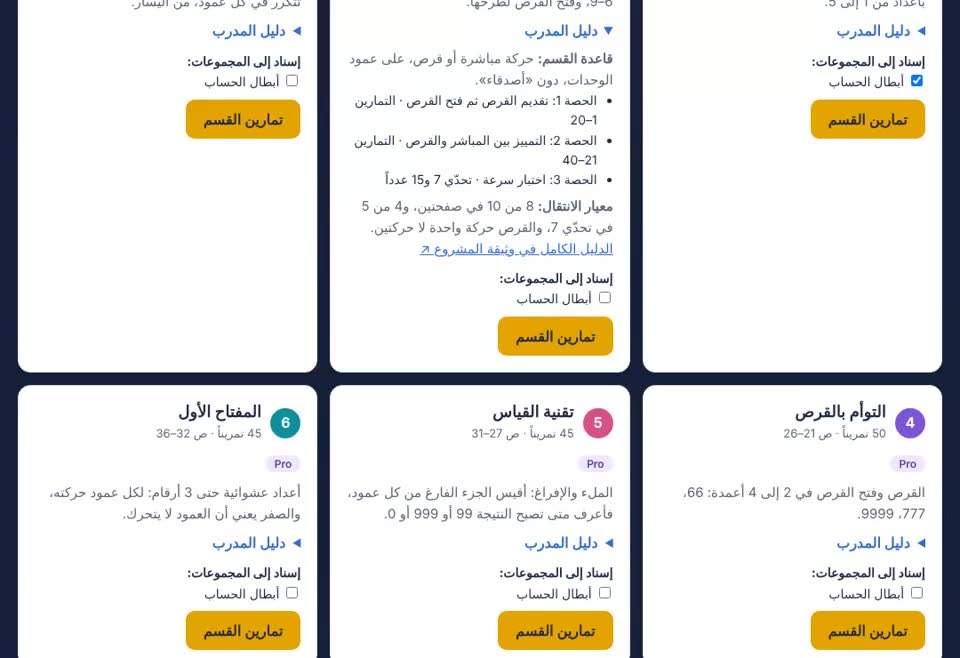 بأعداد من 1 إلى 5.
دليل المدرب
إسناد إلى المجموعات:
أبطال الحساب
تمارين القسم
6–9، وفتح القرص لطرحها.
دليل المدرب
قاعدة القسم: حركة مباشرة أو قرص، على عمود
الوحدات، دون «أصدقاء».
الحصة 1: تقديم القرص ثم فتح القرص · التمارين
1–20
الحصة 2: التمييز بين المباشر والقرص · التمارين
21–40
الحصة 3: اختبار سرعة · تحدّي 7 و15 عدداً
معيار الانتقال: 8 من 10 في صفحتين، و4 من 5
في تحدّي 7، والقرص حركة واحدة لا حركتين.
الدليل الكامل في وثيقة المشروع ↗
إسناد إلى المجموعات:
أبطال الحساب
تمارين القسم
تتكرر في كل عمود، من اليسار.
دليل المدرب
إسناد إلى المجموعات:
أبطال الحساب
تمارين القسم
4
التوأم بالقرص
50 تمريناً · ص 21–26
Pro
القرص وفتح القرص في 2 إلى 4 أعمدة: 66،
777، 9999.
دليل المدرب
إسناد إلى المجموعات:
أبطال الحساب
تمارين القسم
5
تقنية القياس
45 تمريناً · ص 27–31
Pro
الملء والإفراغ: أقيس الجزء الفارغ من كل عمود،
فأعرف متى تصبح النتيجة 99 أو 999 أو 0.
دليل المدرب
إسناد إلى المجموعات:
أبطال الحساب
تمارين القسم
6
المفتاح الأول
45 تمريناً · ص 32–36
Pro
أعداد عشوائية حتى 3 أرقام: لكل عمود حركته،
والصفر يعني أن العمود لا يتحرك.
دليل المدرب
إسناد إلى المجموعات:
أبطال الحساب
تمارين القسم